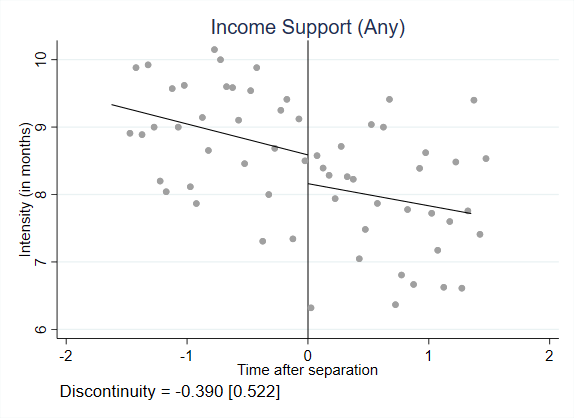 Income Support (Any)
Intensity (in months)
10
9
8
7
6
-2 -1 0 1 2
Time after separation
Discontinuity = -0.390 [0.522]